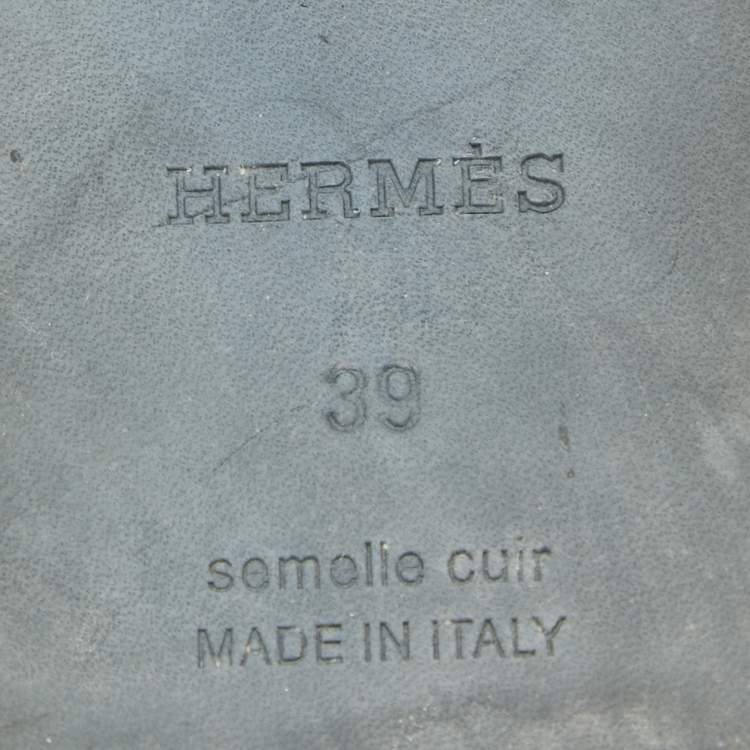 HERMÈS
39
semelle cuir
MADE IN ITALY